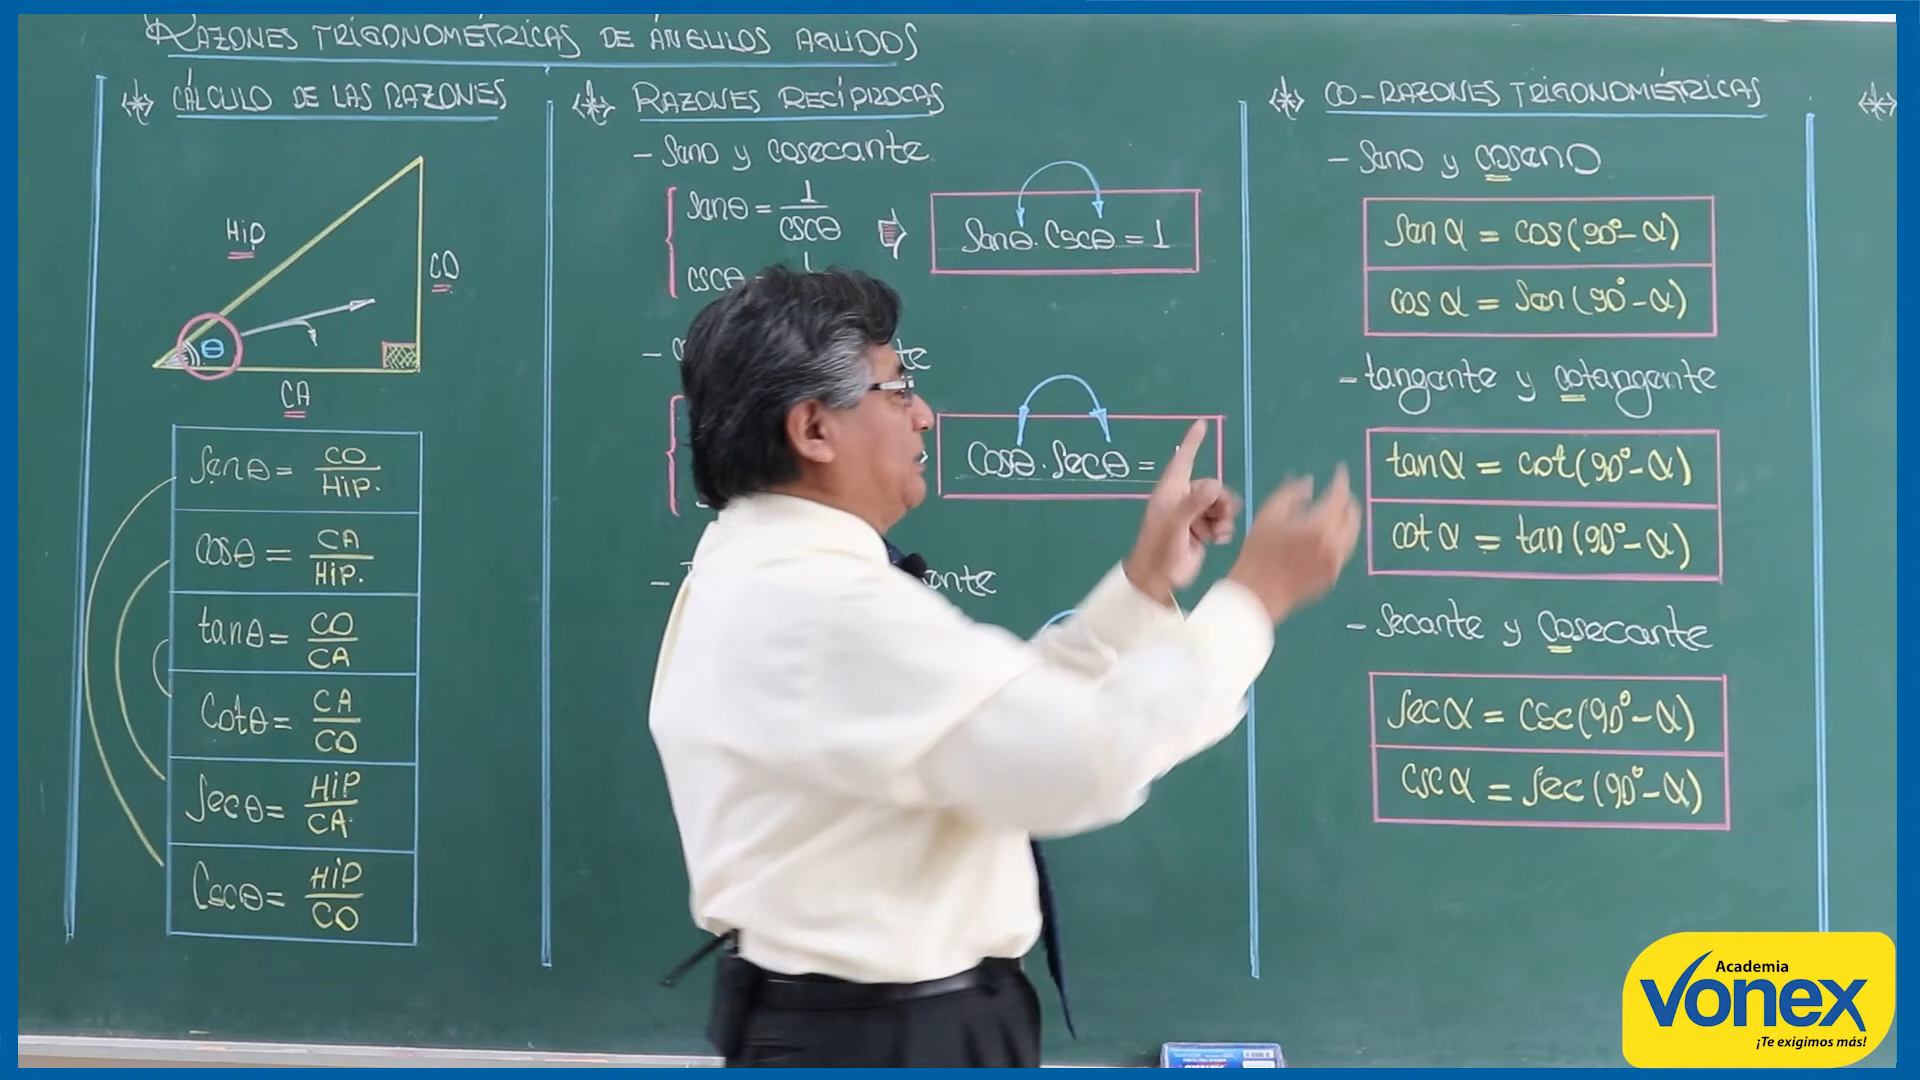 RAZONES TRIGONOMÉTRICAS DE ÁNGULOS AGUDOS
CÁLCULO DE LAS RAZONES
Hip
CO
θ
CA
Senθ = CO/Hip.
cosθ = CA/Hip.
tanθ = CO/CA
Cotθ = CA/CO
Secθ = Hip/CA
Cscθ = Hip/CO
RAZONES RECÍPROCAS
- Seno y cosecante
Senθ = 1/cscθ
Senθ . Cscθ = 1
cscθ
Cosθ . Secθ =
CO-RAZONES TRIGONOMÉTRICAS
- Seno y coseno
Sen α = cos(90°-α)
cos α = Sen(90°-α)
- tangente y cotangente
tan α = cot(90°-α)
cot α = tan(90°-α)
- Secante y Cosecante
Sec α = Csc(90°-α)
Csc α = Sec(90°-α)
Academia
vonex
¡Te exigimos más!